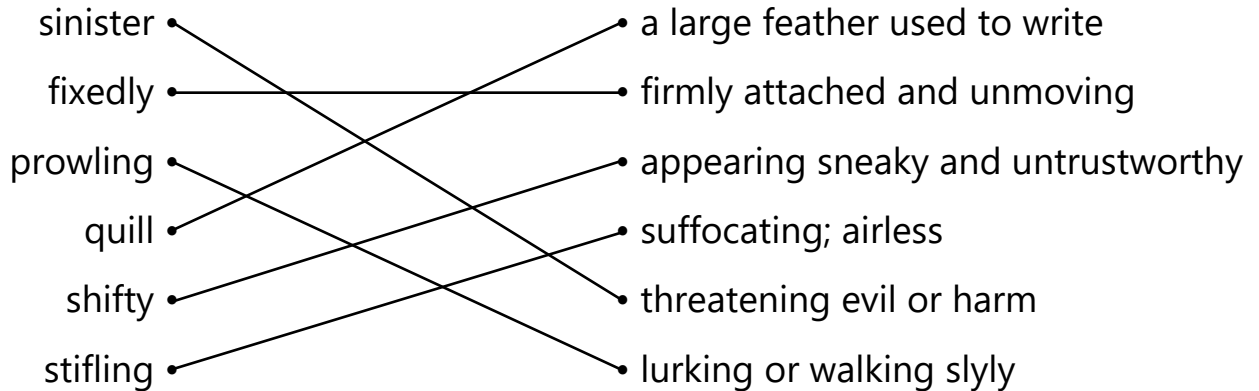 sinister a large feather used to write
fixedly firmly attached and unmoving
prowling appearing sneaky and untrustworthy
quill suffocating; airless
shifty threatening evil or harm
stifling lurking or walking slyly